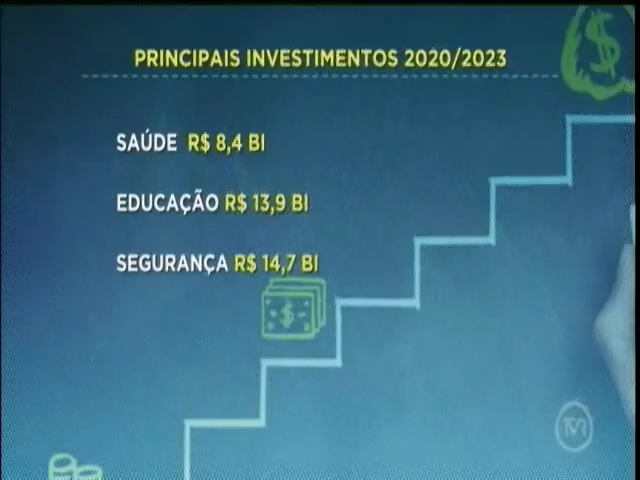 PRINCIPAIS INVESTIMENTOS 2020/2023
SAÚDE R$ 8,4 BI
EDUCAÇÃO R$ 13,9 BI
SEGURANÇA R$ 14,7 BI